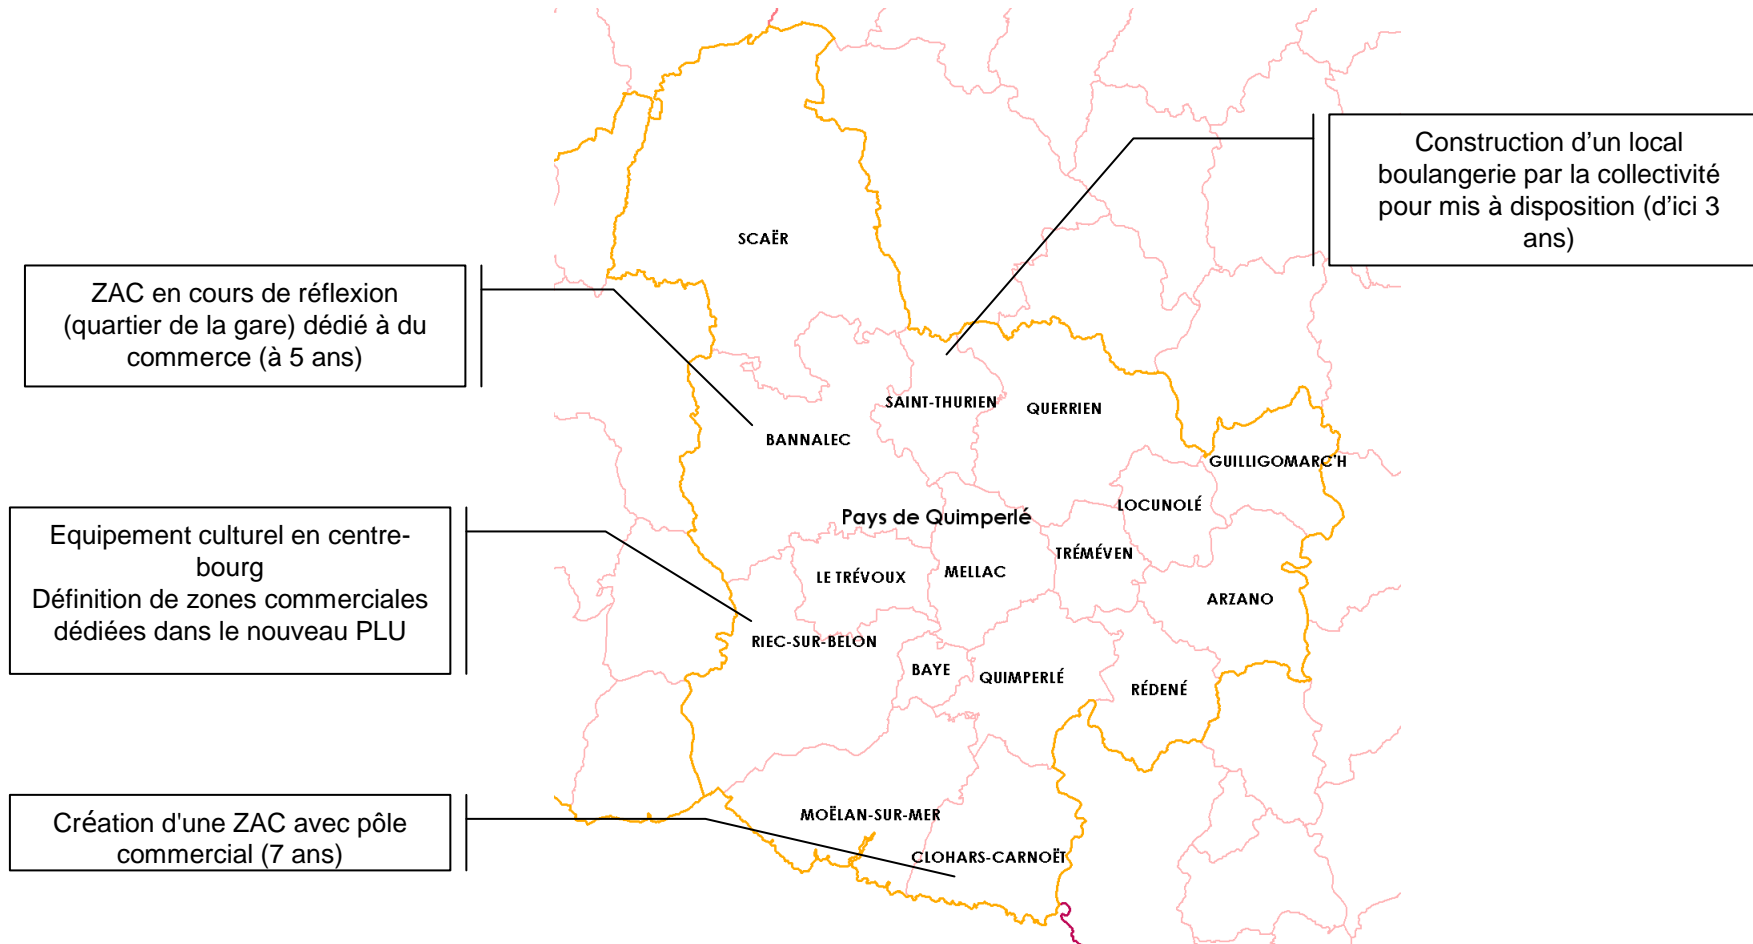 Construction d’un local
boulangerie par la collectivité
pour mis à disposition (d’ici 3
ans)
SCAËR
ZAC en cours de réflexion
(quartier de la gare) dédié à du
commerce (à 5 ans)
SAINT-THURIEN
QUERRIEN
BANNALEC
GUILLIGOMARC'H
LOCUNOLÉ
Pays de Quimperlé
Equipement culturel en centre-
bourg
Définition de zones commerciales
dédiées dans le nouveau PLU
TRÉMÉVEN
LE TRÉVOUX
MELLAC
ARZANO
RIEC-SUR-BELON
BAYE
QUIMPERLÉ
RÉDENÉ
Création d'une ZAC avec pôle
commercial (7 ans)
MOËLAN-SUR-MER
CLOHARS-CARNOËT